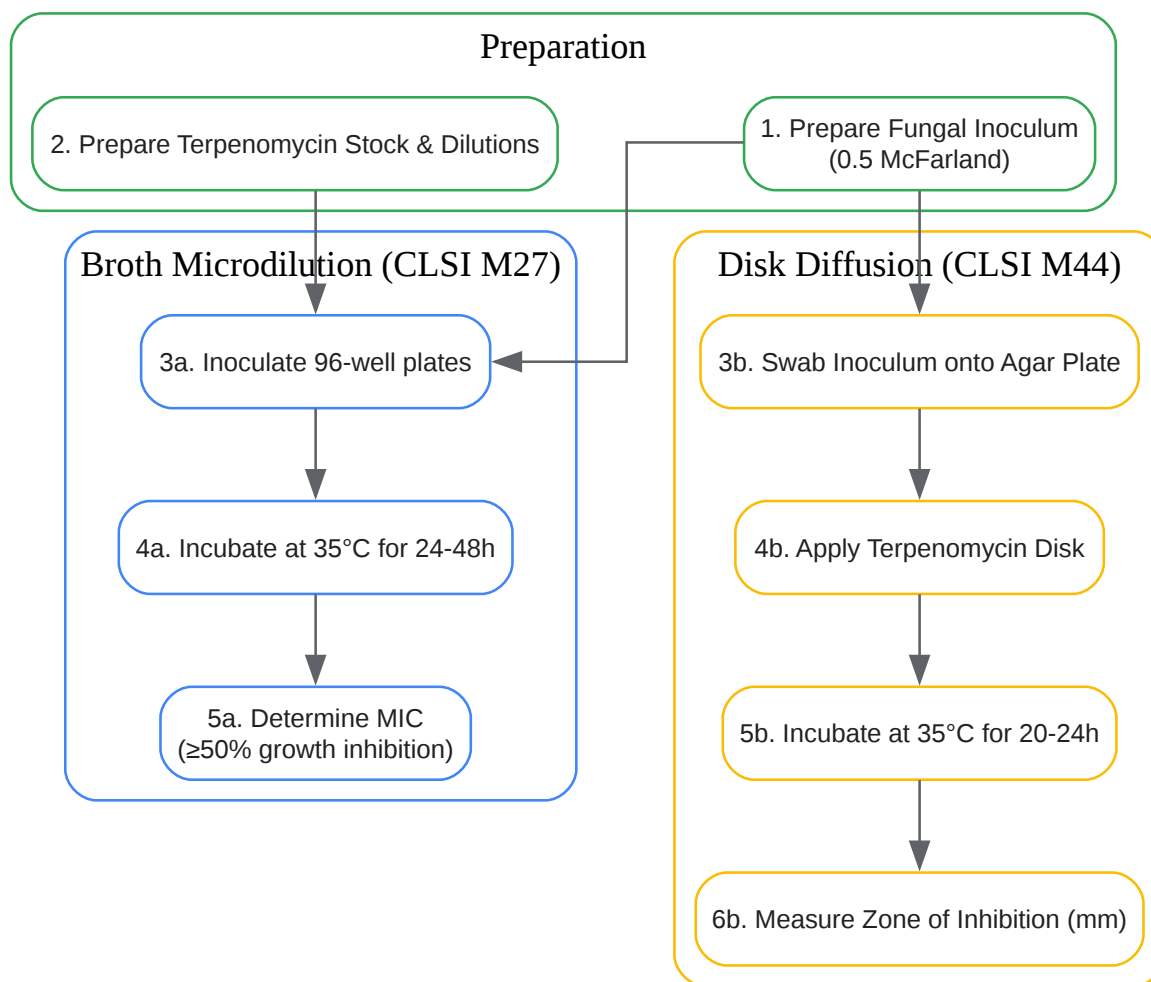 Preparation
2. Prepare Terpenomycin Stock & Dilutions
1. Prepare Fungal Inoculum
(0.5 McFarland)
Broth Microdilution (CLSI M27)
3a. Inoculate 96-well plates
4a. Incubate at 35°C for 24-48h
5a. Determine MIC
(≥50% growth inhibition)
Disk Diffusion (CLSI M44)
3b. Swab Inoculum onto Agar Plate
4b. Apply Terpenomycin Disk
5b. Incubate at 35°C for 20-24h
6b. Measure Zone of Inhibition (mm)